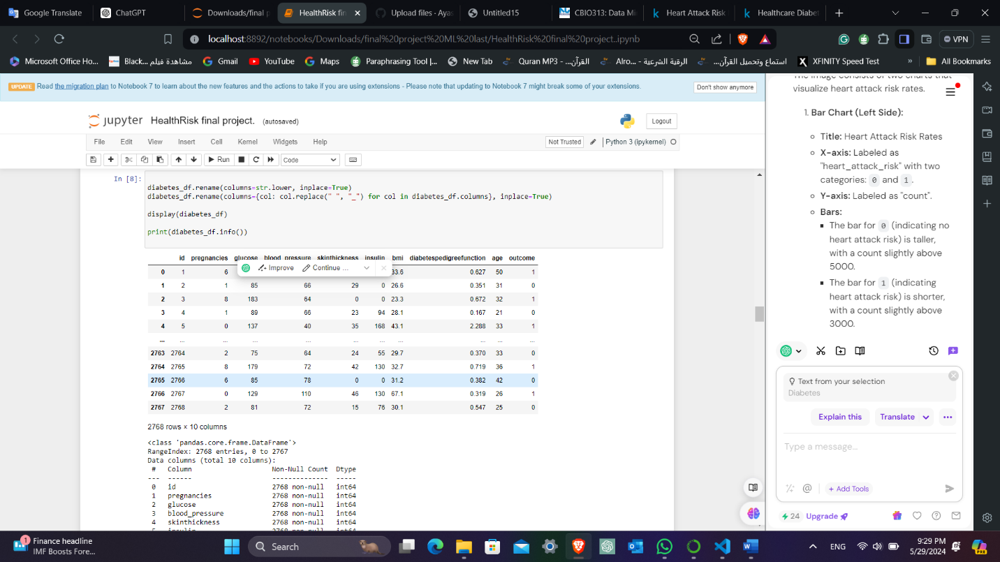 Google Translate
ChatGPT
Downloads/final p
HealthRisk fin
Upload files · Ayas
Untitled15
CBIO313: Data Mi
Heart Attack Risk
Healthcare Diabet
localhost:8892/notebooks/Downloads/final%20project%20ML%20last/HealthRisk%20final%20project..ipynb
VPN
Microsoft Office Ho...
مشاهدة فيلم ...Black
Gmail
YouTube
Maps
Paraphrasing Tool |...
New Tab
Quran MP3 - ...القرآن
الرقية الشرعية - ...Alro
استماع وتحميل القرآن...
XFINITY Speed Test
»
All Bookmarks
UPDATE Read the migration plan to Notebook 7 to learn about the new features and the actions to take if you are using extensions - Please note that updating to Notebook 7 might break some of your extensions.
Don't show anymore
jupyter HealthRisk final project. (autosaved)
Logout
File Edit View Insert Cell Kernel Widgets Help
Not Trusted
Python 3 (ipykernel)
Run
Code
In [8]:
diabetes_df.rename(columns=str.lower, inplace=True)
diabetes_df.rename(columns={col: col.replace(" ", "_") for col in diabetes_df.columns}, inplace=True)
display(diabetes_df)
print(diabetes_df.info())
id pregnancies glucose blood_pressure skinthickness insulin bmi diabetespedigreefunction age outcome
0 1 6 33.6 0.627 50 1
Improve Continue ...
1 2 1 85 66 29 0 26.6 0.351 31 0
2 3 8 183 64 0 0 23.3 0.672 32 1
3 4 1 89 66 23 94 28.1 0.167 21 0
4 5 0 137 40 35 168 43.1 2.288 33 1
... ... ... ... ... ... ... ... ... ... ...
2763 2764 2 75 64 24 55 29.7 0.370 33 0
2764 2765 8 179 72 42 130 32.7 0.719 36 1
2765 2766 6 85 78 0 0 31.2 0.382 42 0
2766 2767 0 129 110 46 130 67.1 0.319 26 1
2767 2768 2 81 72 15 76 30.1 0.547 25 0
2768 rows × 10 columns
<class 'pandas.core.frame.DataFrame'>
RangeIndex: 2768 entries, 0 to 2767
Data columns (total 10 columns):
# Column Non-Null Count Dtype
--- ------ -------------- -----
0 id 2768 non-null int64
1 pregnancies 2768 non-null int64
2 glucose 2768 non-null int64
3 blood_pressure 2768 non-null int64
4 skinthickness 2768 non-null int64
The image consists of two charts that
visualize heart attack risk rates.
1. Bar Chart (Left Side):
Title: Heart Attack Risk Rates
X-axis: Labeled as
"heart_attack_risk" with two
categories: 0 and 1.
Y-axis: Labeled as "count".
Bars:
The bar for 0 (indicating no
heart attack risk) is taller,
with a count slightly above
5000.
The bar for 1 (indicating
heart attack risk) is shorter,
with a count slightly above
3000.
Text from your selection
Diabetes
Explain this
Translate
Type a message...
@
+ Add Tools
24 Upgrade
1
Finance headline
IMF Boosts Fore...
Search
ENG
9:29 PM
5/29/2024
PRE